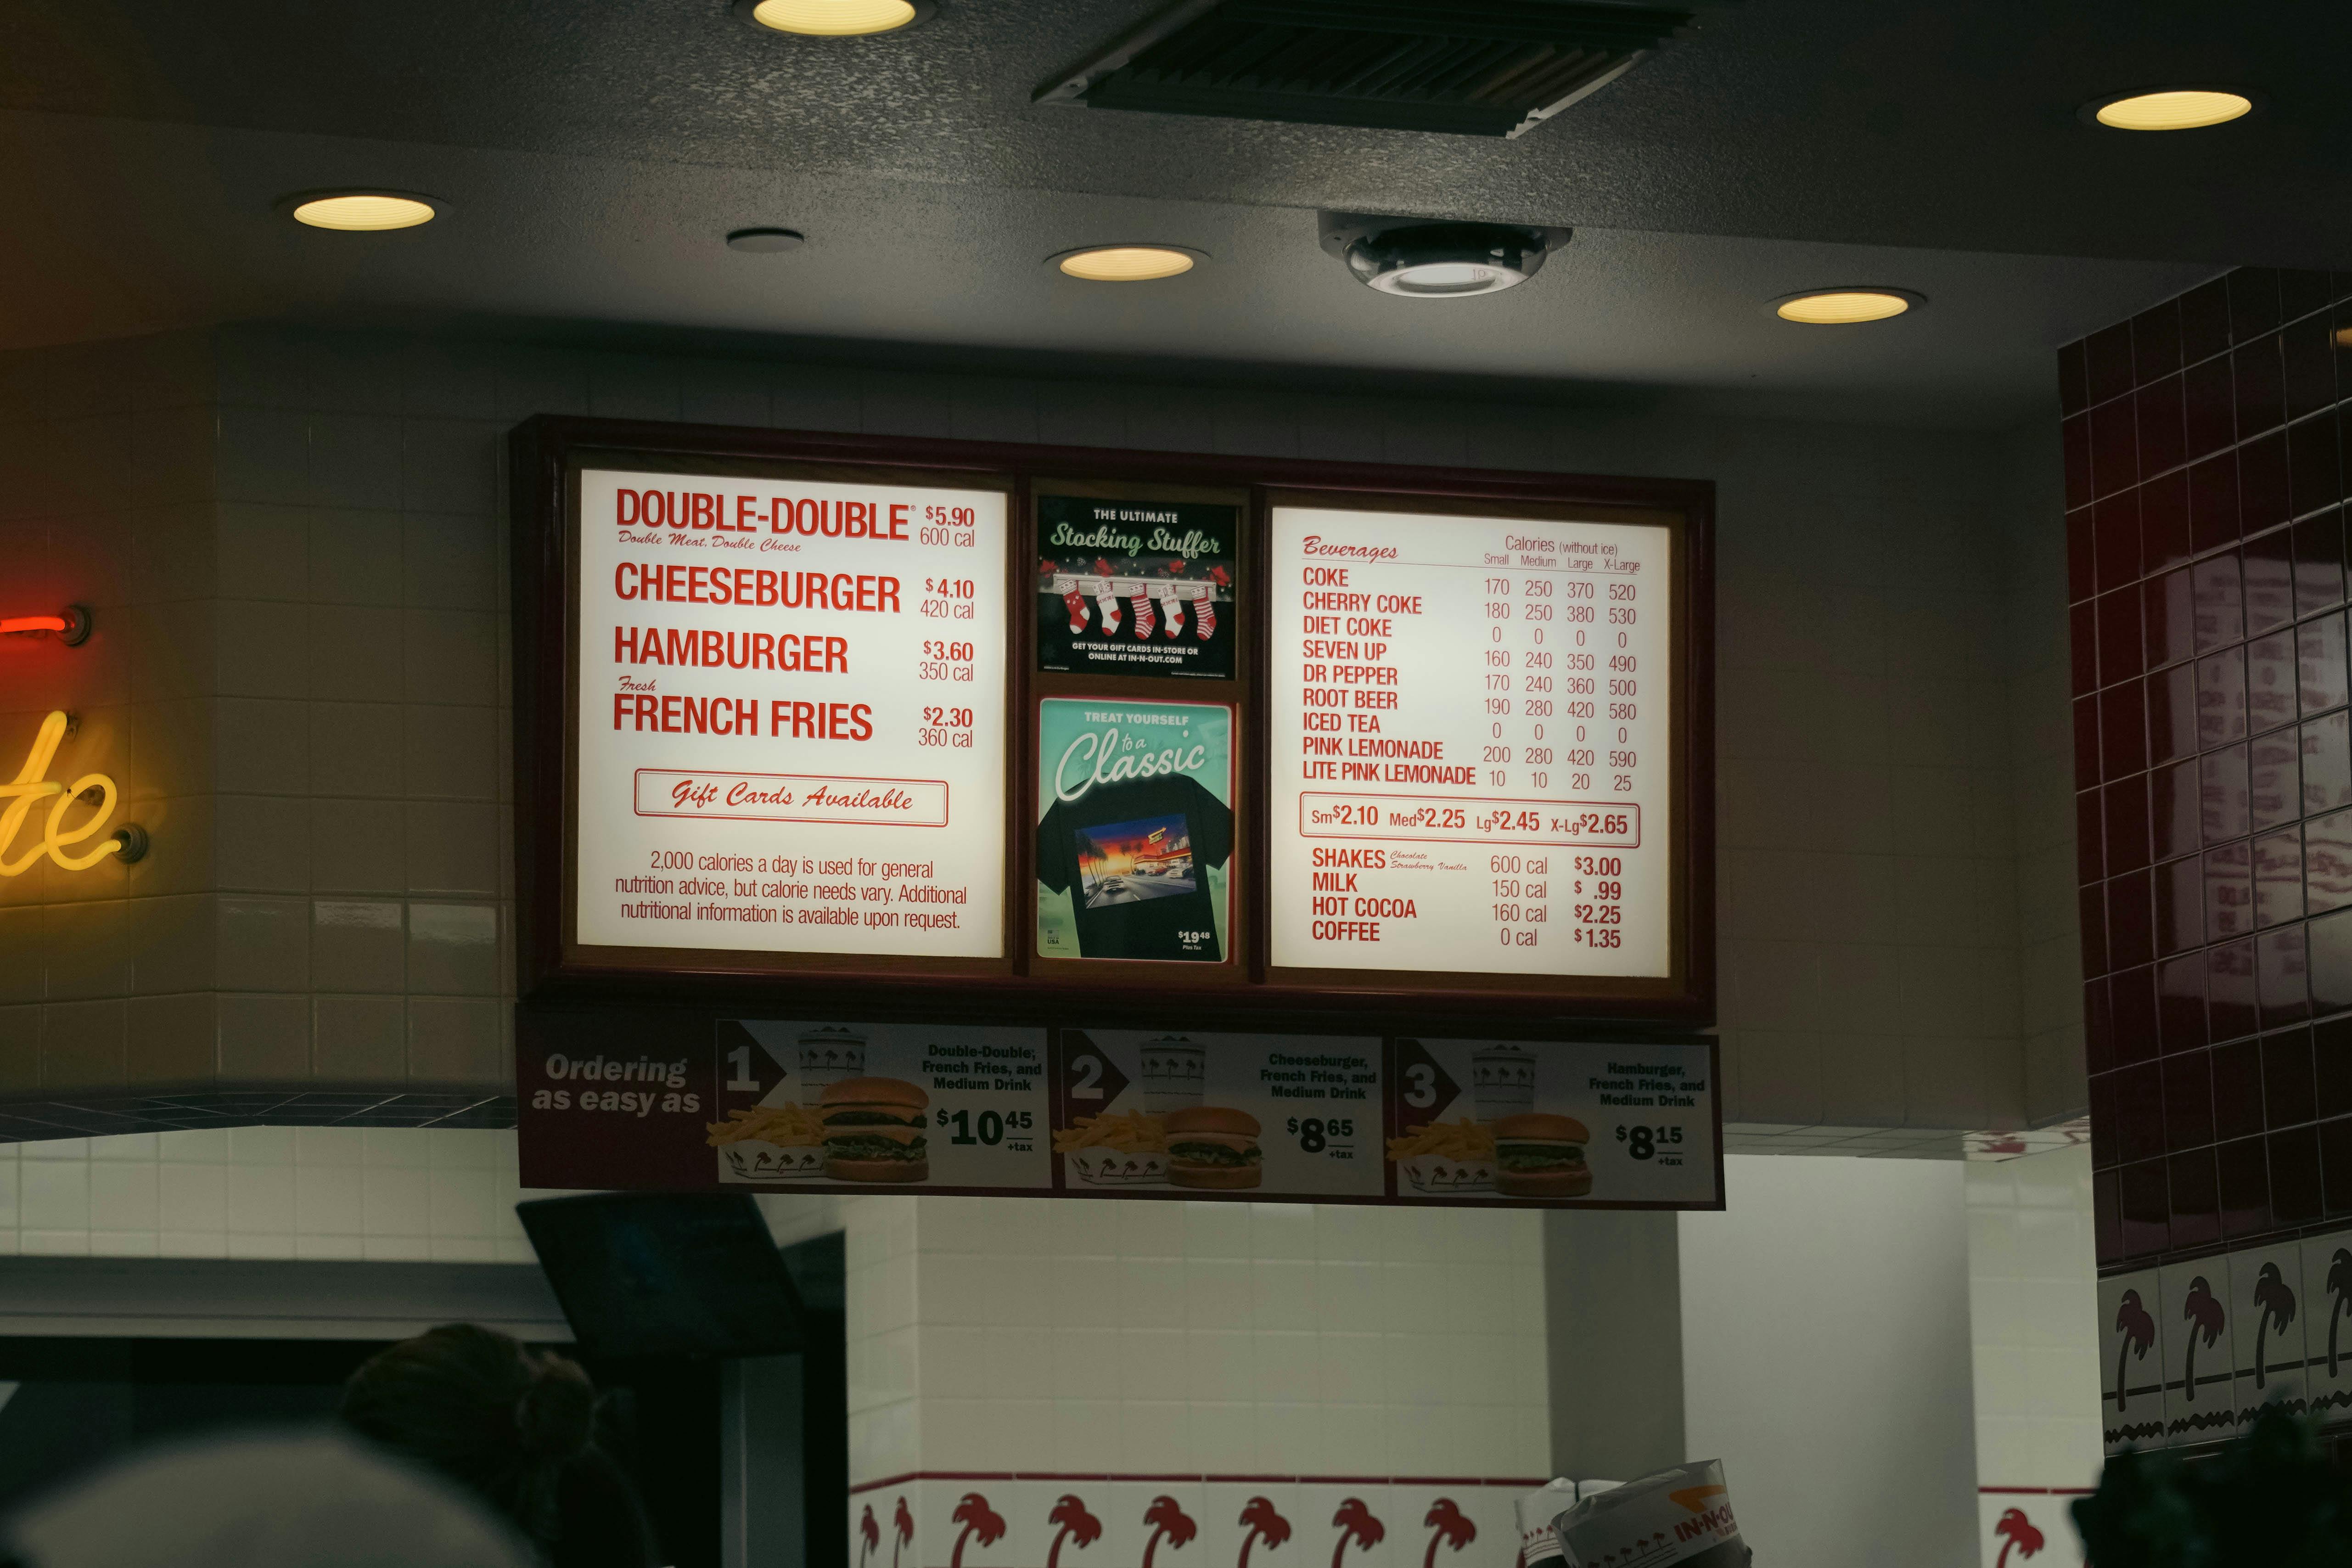 te
DOUBLE-DOUBLE® $5.90
Double Meat, Double Cheese 600 cal
CHEESEBURGER $4.10
420 cal
HAMBURGER $3.60
350 cal
Fresh
FRENCH FRIES $2.30
360 cal
Gift Cards Available
2,000 calories a day is used for general
nutrition advice, but calorie needs vary. Additional
nutritional information is available upon request.
THE ULTIMATE
Stocking Stuffer
GET YOUR GIFT CARDS IN-STORE OR
ONLINE AT IN-N-OUT.COM
TREAT YOURSELF
to a
Classic
USA
$19 48
Plus Tax
Beverages Calories (without ice)
Small Medium Large X-Large
COKE 170 250 370 520
CHERRY COKE 180 250 380 530
DIET COKE 0 0 0 0
SEVEN UP 160 240 350 490
DR PEPPER 170 240 360 500
ROOT BEER 190 280 420 580
ICED TEA 0 0 0 0
PINK LEMONADE 200 280 420 590
LITE PINK LEMONADE 10 10 20 25
Sm $2.10 Med $2.25 Lg $2.45 X-Lg $2.65
SHAKES Chocolate Strawberry Vanilla 600 cal $3.00
MILK 150 cal $ .99
HOT COCOA 160 cal $2.25
COFFEE 0 cal $1.35
Ordering
as easy as
1
Double-Double,
French Fries, and
Medium Drink
$10 45
+tax
2
Cheeseburger,
French Fries, and
Medium Drink
$8 65
+tax
3
Hamburger,
French Fries, and
Medium Drink
$8 15
+tax
IN-N-OU